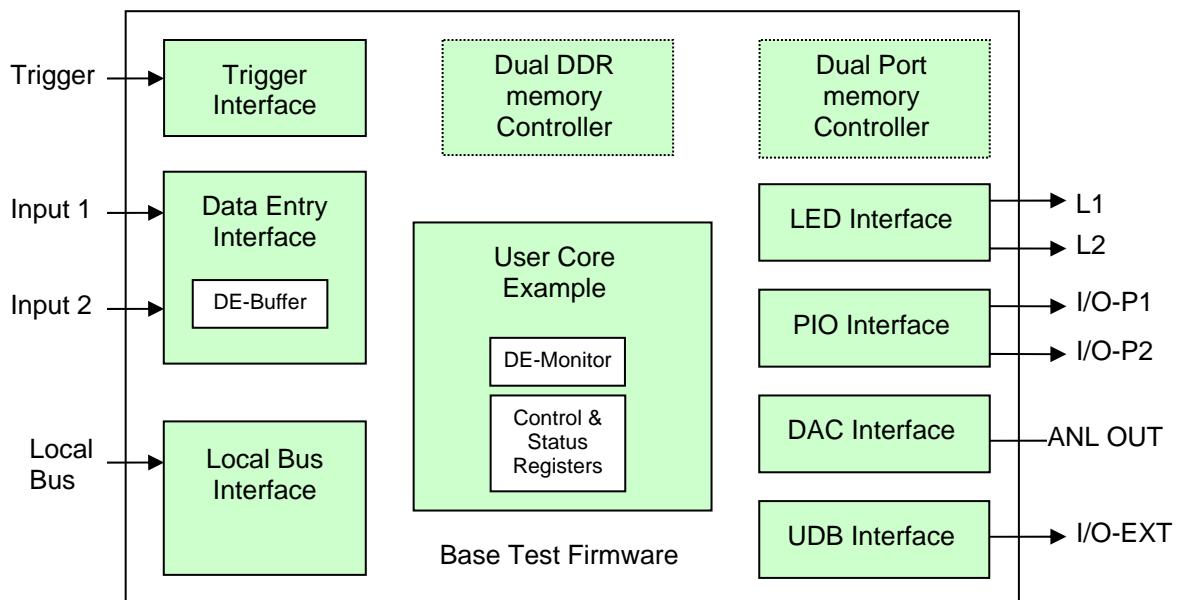 Trigger
Trigger
Interface
Dual DDR
memory
Controller
Dual Port
memory
Controller
Input 1
Input 2
Data Entry
Interface
DE-Buffer
User Core
Example
DE-Monitor
Control &
Status
Registers
LED Interface
L1
L2
PIO Interface
I/O-P1
I/O-P2
Local
Bus
Local Bus
Interface
DAC Interface
ANL OUT
UDB Interface
I/O-EXT
Base Test Firmware